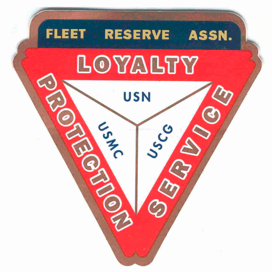 FLEET RESERVE ASSN.
LOYALTY
PROTECTION
SERVICE
USN
USMC
USCG